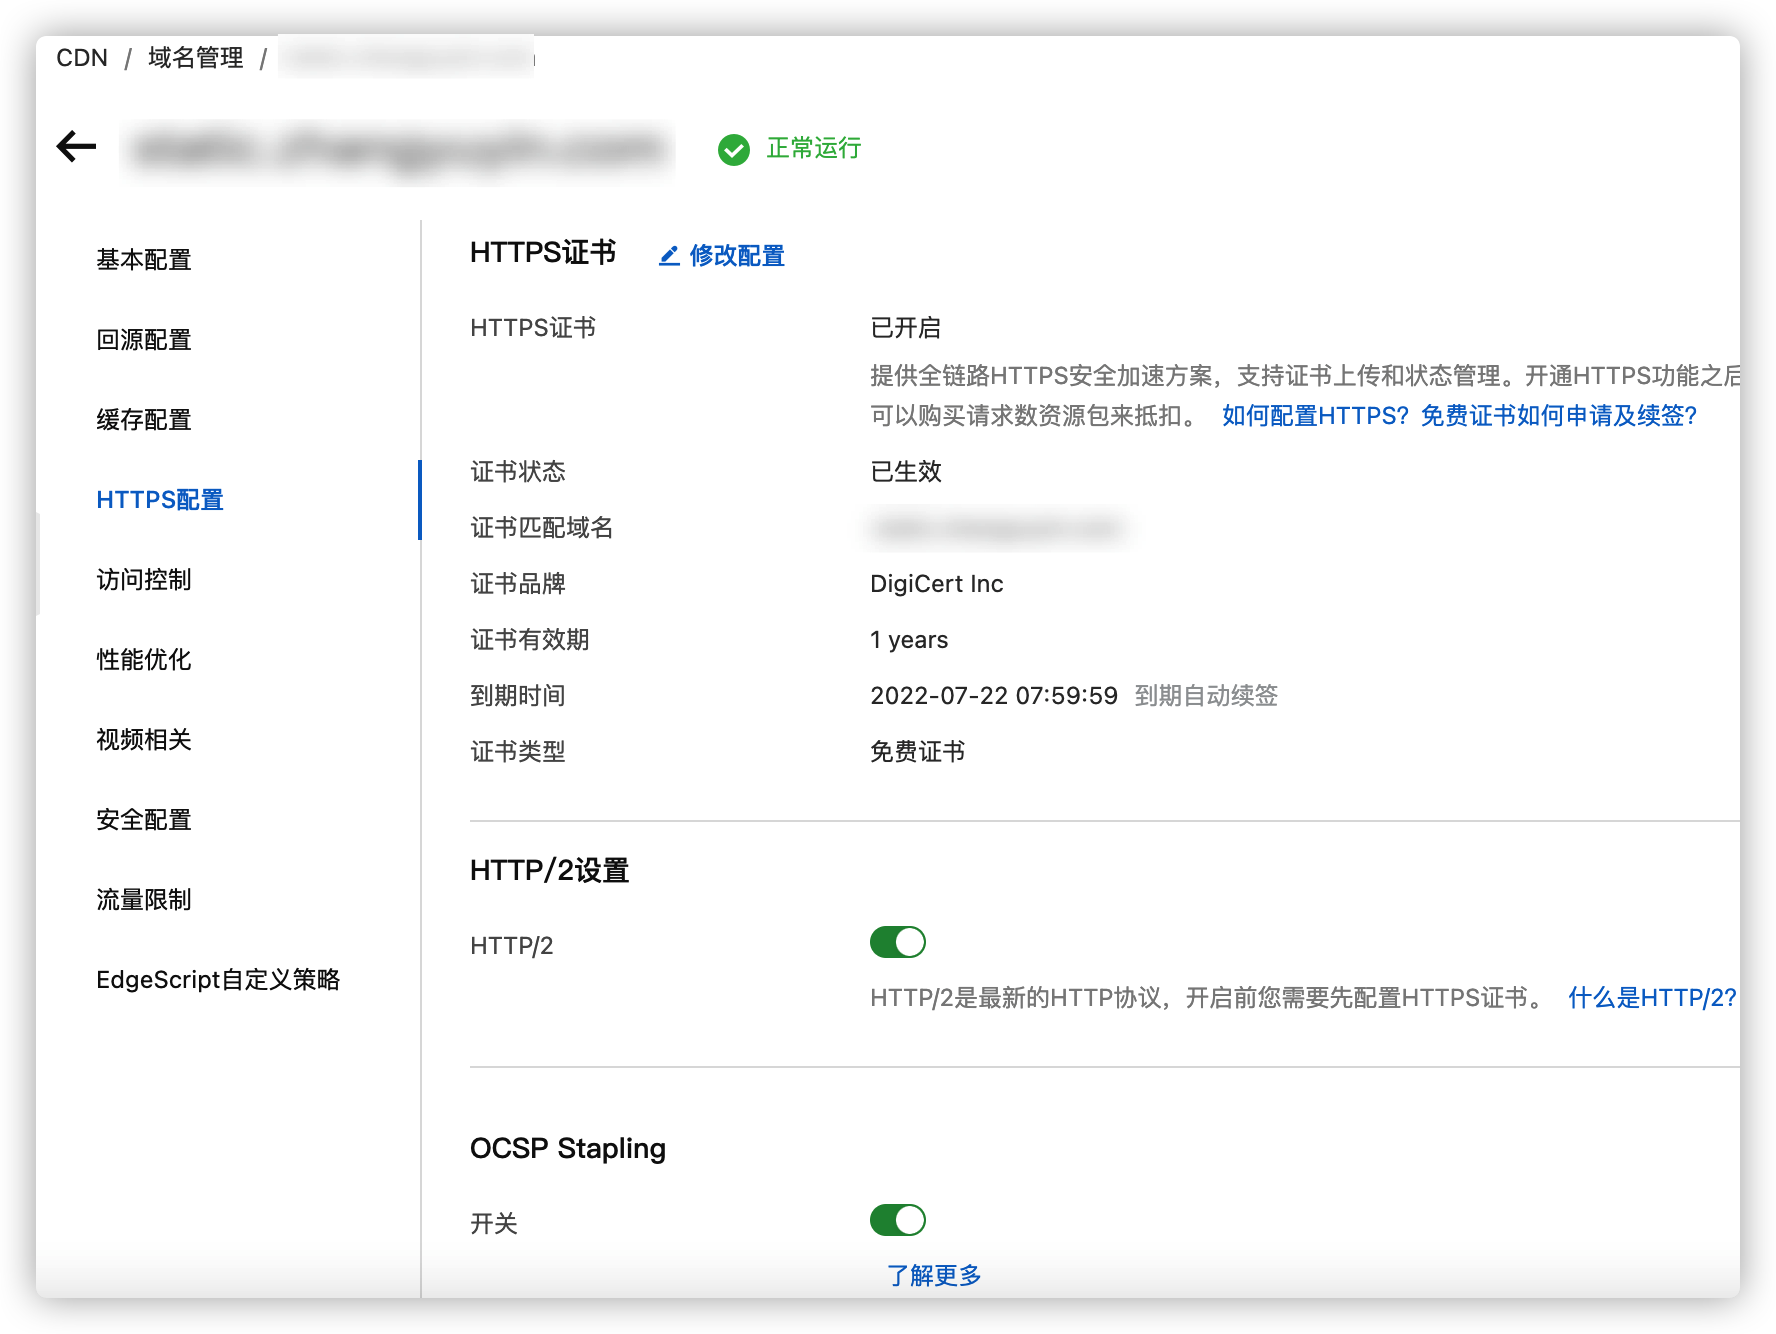 CDN / 域名管理 /
正常运行
基本配置
回源配置
缓存配置
HTTPS配置
访问控制
性能优化
视频相关
安全配置
流量限制
EdgeScript自定义策略
HTTPS证书 修改配置
HTTPS证书 已开启
提供全链路HTTPS安全加速方案，支持证书上传和状态管理。开通HTTPS功能之后
可以购买请求数资源包来抵扣。 如何配置HTTPS? 免费证书如何申请及续签?
证书状态 已生效
证书匹配域名
证书品牌 DigiCert Inc
证书有效期 1 years
到期时间 2022-07-22 07:59:59 到期自动续签
证书类型 免费证书
HTTP/2设置
HTTP/2
HTTP/2是最新的HTTP协议，开启前您需要先配置HTTPS证书。 什么是HTTP/2?
OCSP Stapling
开关
了解更多